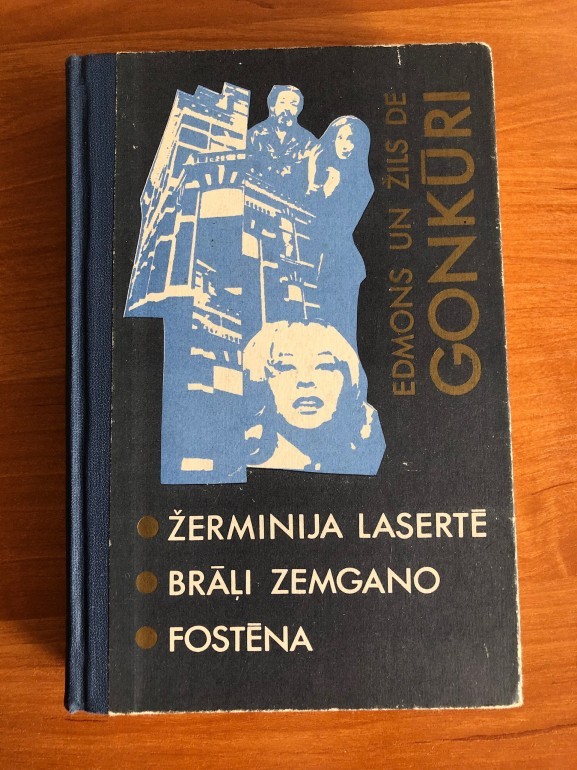 EDMONS UN ŽILS DE
GONKŪRI
ŽERMINIJA LASERTĒ
BRĀĻI ZEMGANO
FOSTĒNA